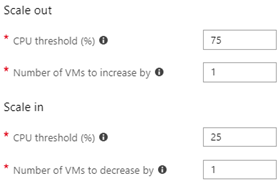 Scale out
* CPU threshold (%) 75
* Number of VMs to increase by 1
Scale in
* CPU threshold (%) 25
* Number of VMs to decrease by 1